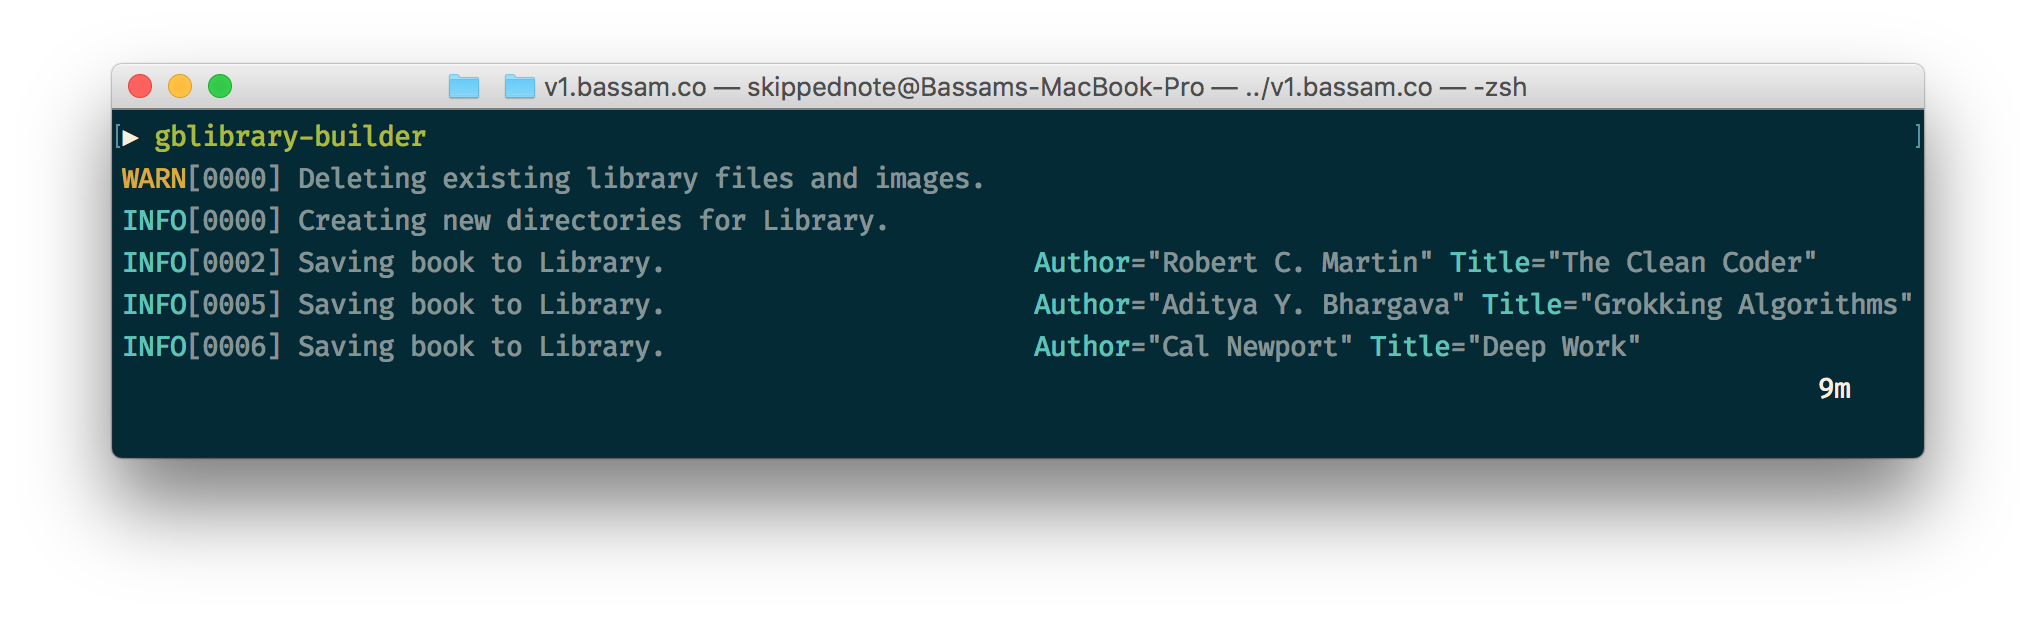 v1.bassam.co — skippednote@Bassams-MacBook-Pro — ../v1.bassam.co — -zsh
[▶ gblibrary-builder ]
WARN[0000] Deleting existing library files and images.
INFO[0000] Creating new directories for Library.
INFO[0002] Saving book to Library. Author="Robert C. Martin" Title="The Clean Coder"
INFO[0005] Saving book to Library. Author="Aditya Y. Bhargava" Title="Grokking Algorithms"
INFO[0006] Saving book to Library. Author="Cal Newport" Title="Deep Work"
9m